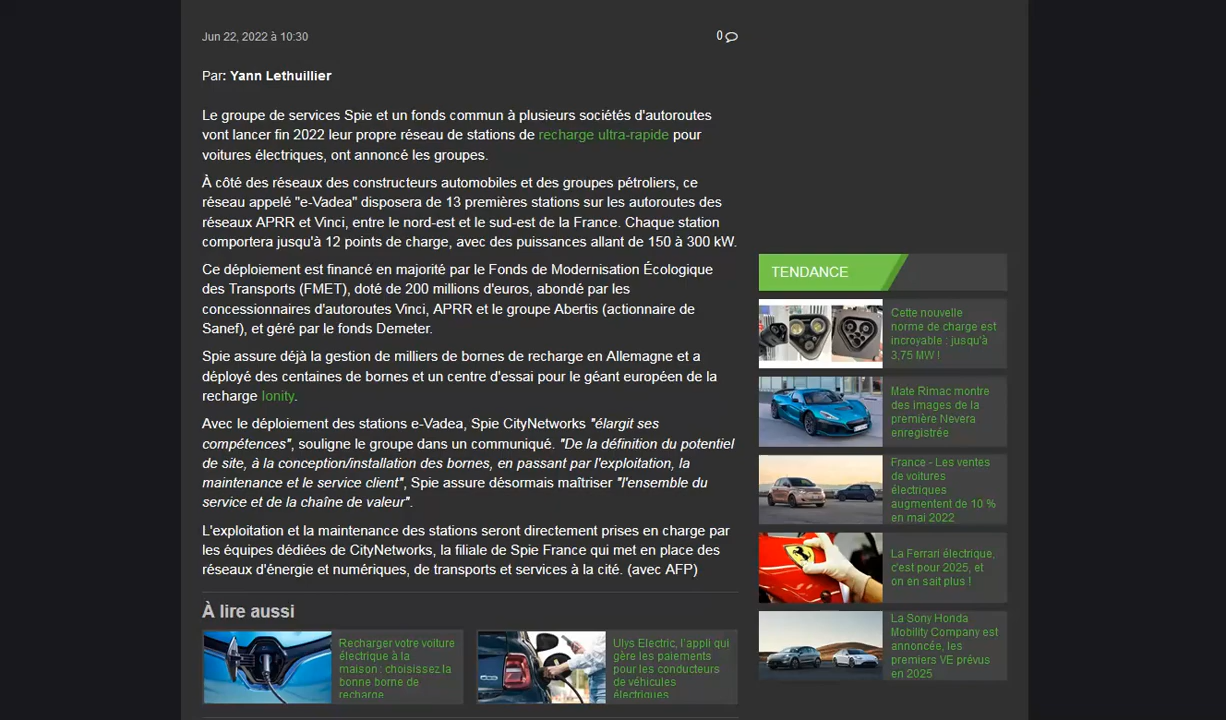 Jun 22, 2022 à 10:30
0
Par: Yann Lethuillier
Le groupe de services Spie et un fonds commun à plusieurs sociétés d'autoroutes
vont lancer fin 2022 leur propre réseau de stations de recharge ultra-rapide pour
voitures électriques, ont annoncé les groupes.
À côté des réseaux des constructeurs automobiles et des groupes pétroliers, ce
réseau appelé "e-Vadea" disposera de 13 premières stations sur les autoroutes des
réseaux APRR et Vinci, entre le nord-est et le sud-est de la France. Chaque station
comportera jusqu'à 12 points de charge, avec des puissances allant de 150 à 300 kW.
Ce déploiement est financé en majorité par le Fonds de Modernisation Écologique
des Transports (FMET), doté de 200 millions d'euros, abondé par les
concessionnaires d'autoroutes Vinci, APRR et le groupe Abertis (actionnaire de
Sanef), et géré par le fonds Demeter.
Spie assure déjà la gestion de milliers de bornes de recharge en Allemagne et a
déployé des centaines de bornes et un centre d'essai pour le géant européen de la
recharge Ionity.
Avec le déploiement des stations e-Vadea, Spie CityNetworks "élargit ses
compétences", souligne le groupe dans un communiqué. "De la définition du potentiel
de site, à la conception/installation des bornes, en passant par l'exploitation, la
maintenance et le service client", Spie assure désormais maîtriser "l'ensemble du
service et de la chaîne de valeur".
L'exploitation et la maintenance des stations seront directement prises en charge par
les équipes dédiées de CityNetworks, la filiale de Spie France qui met en place des
réseaux d'énergie et numériques, de transports et services à la cité. (avec AFP)
À lire aussi
Recharger votre voiture
électrique à la
maison: choisissez la
bonne borne de
recharge
Ulys Electric, l'appli qui
gère les paiements
pour les conducteurs
de véhicules
électriques
TENDANCE
Cette nouvelle
norme de charge est
incroyable : jusqu'à
3,75 MW !
Mate Rimac montre
des images de la
première Nevera
enregistrée
France - Les ventes
de voitures
électriques
augmentent de 10 %
en mai 2022
La Ferrari électrique,
c'est pour 2025, et
on en sait plus !
La Sony Honda
Mobility Company est
annoncée, les
premiers VE prévus
en 2025